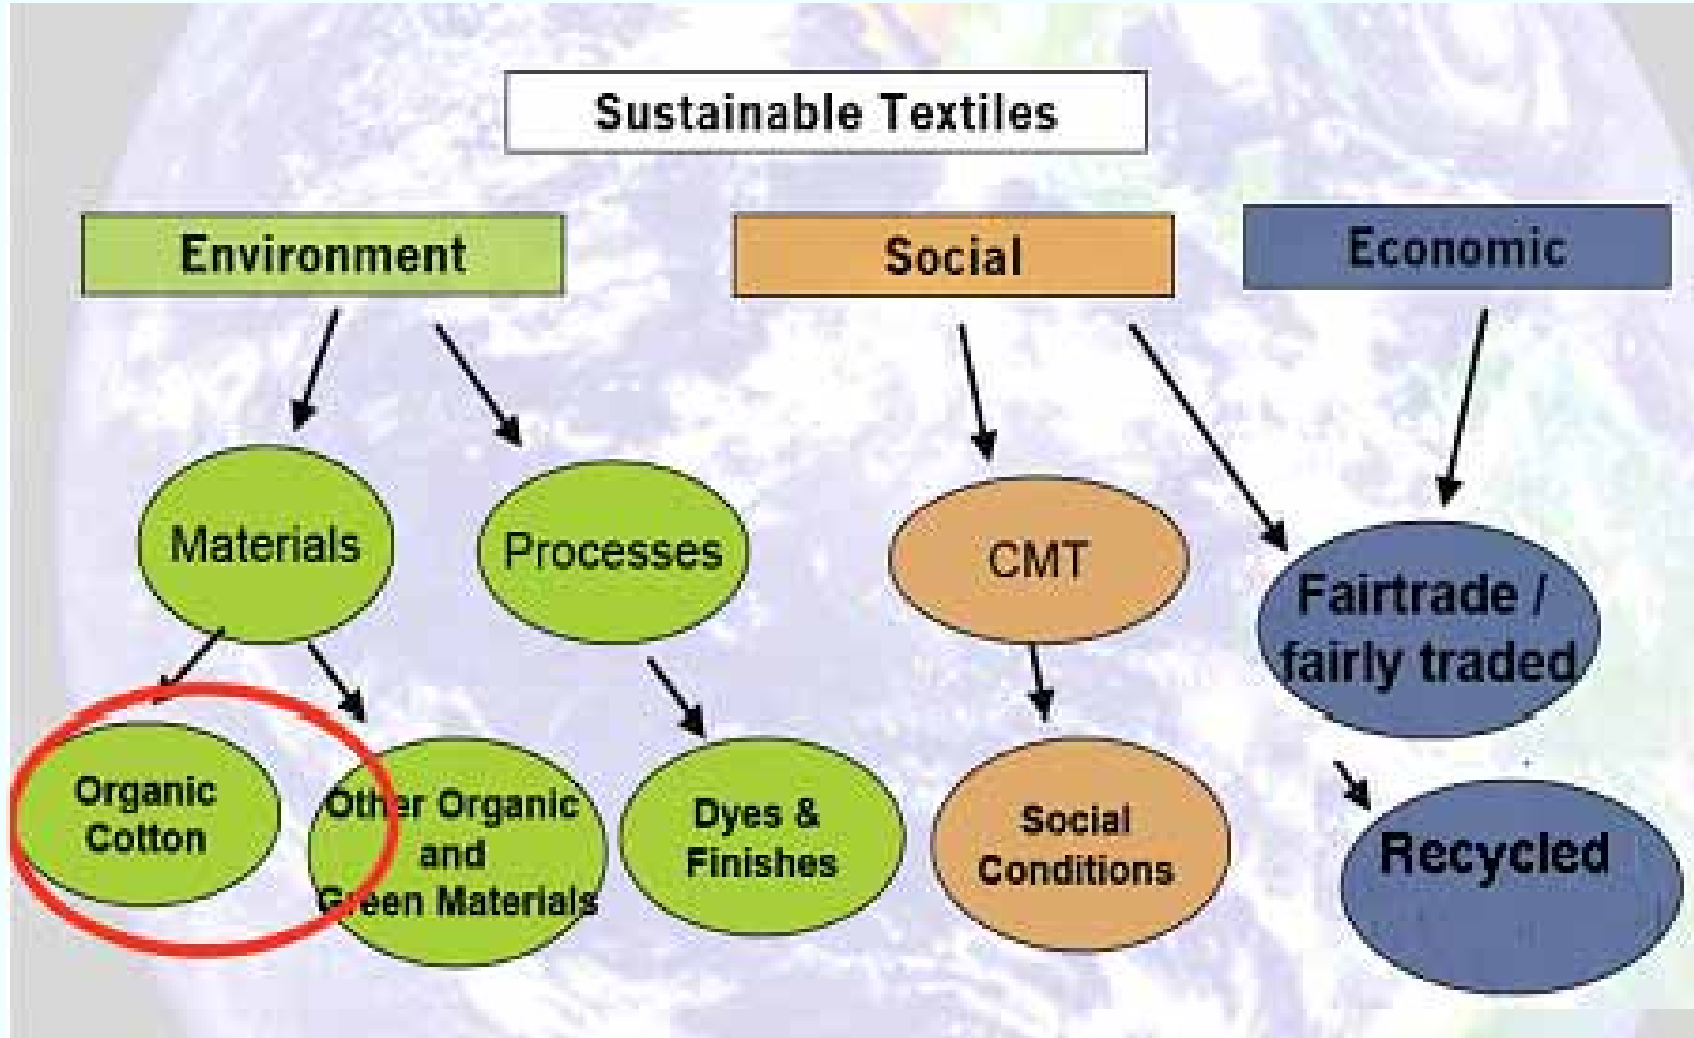 Sustainable Textiles
Environment
Social
Economic
Materials
Processes
CMT
Fairtrade /
fairly traded
Organic
Cotton
Other Organic
and
Green Materials
Dyes &
Finishes
Social
Conditions
Recycled